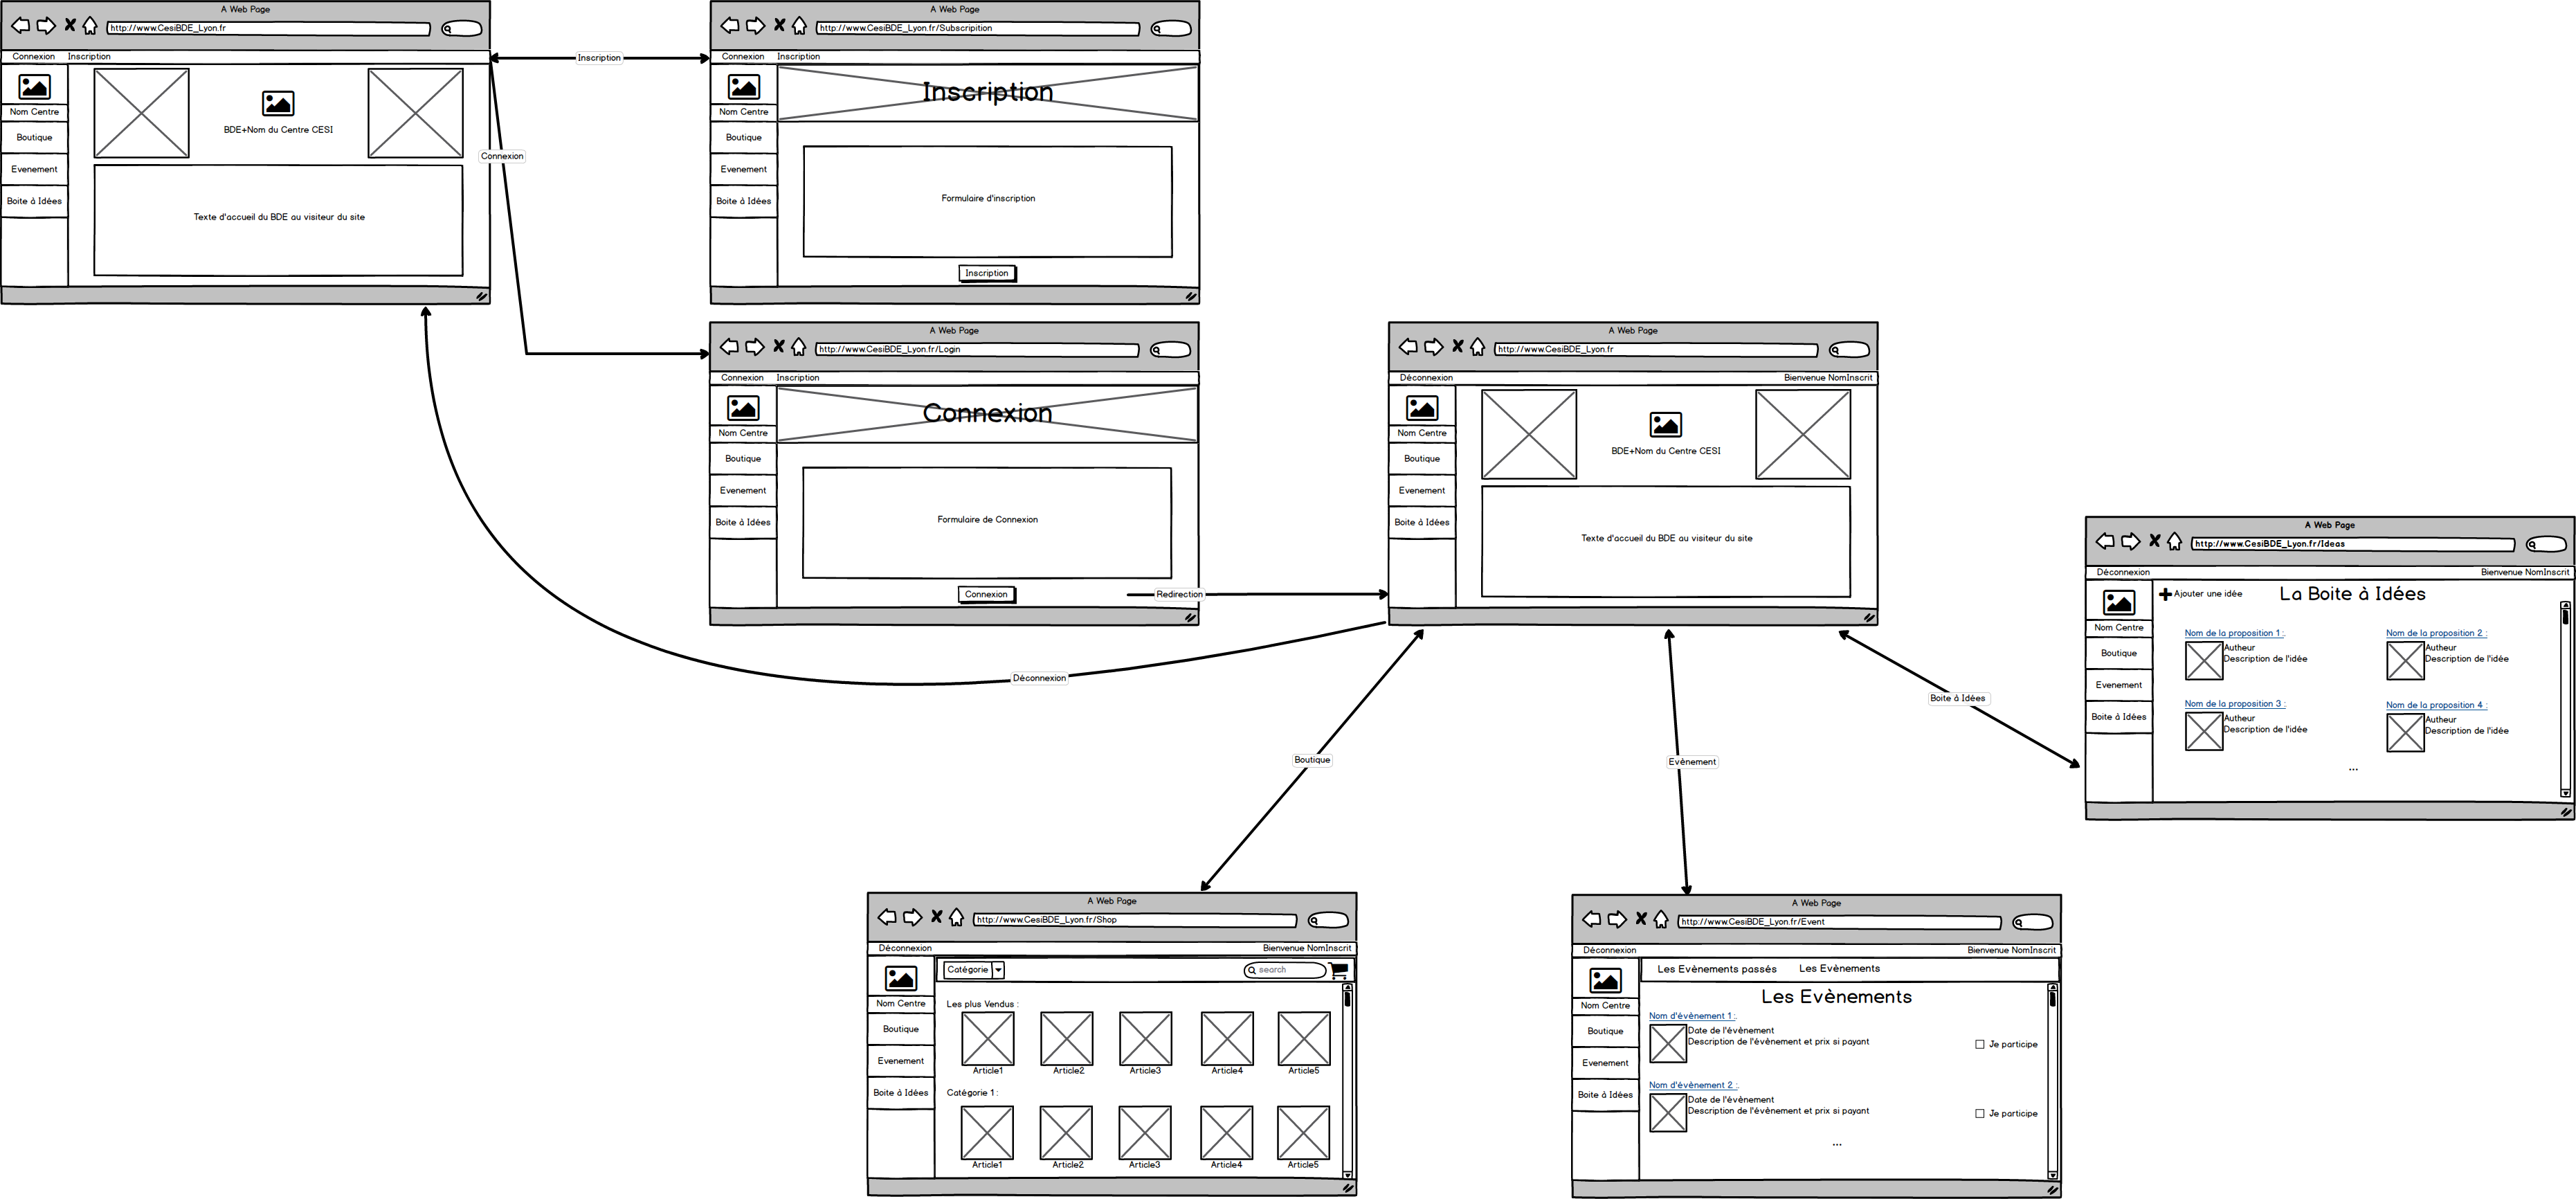 A Web Page
http://www.CesiBDE_Lyon.fr
Connexion Inscription
Nom Centre
Boutique
Evenement
Boite à Idées
BDE+Nom du Centre CESI
Texte d'accueil du BDE au visiteur du site
Inscription
Connexion
A Web Page
http://www.CesiBDE_Lyon.fr/Subscripition
Connexion Inscription
Nom Centre
Boutique
Evenement
Boite à Idées
Inscription
Formulaire d'inscription
Inscription
A Web Page
http://www.CesiBDE_Lyon.fr/Login
Connexion Inscription
Nom Centre
Boutique
Evenement
Boite à Idées
Connexion
Formulaire de Connexion
Connexion
Redirection
Déconnexion
A Web Page
http://www.CesiBDE_Lyon.fr
Déconnexion Bienvenue NomInscrit
Nom Centre
Boutique
Evenement
Boite à Idées
BDE+Nom du Centre CESI
Texte d'accueil du BDE au visiteur du site
Boutique
Evènement
Boite à Idées
A Web Page
http://www.CesiBDE_Lyon.fr/Ideas
Déconnexion Bienvenue NomInscrit
Nom Centre
Boutique
Evenement
Boite à Idées
Ajouter une idée
La Boite à Idées
Nom de la proposition 1 :
Autheur
Description de l'idée
Nom de la proposition 2 :
Autheur
Description de l'idée
Nom de la proposition 3 :
Autheur
Description de l'idée
Nom de la proposition 4 :
Autheur
Description de l'idée
...
A Web Page
http://www.CesiBDE_Lyon.fr/Shop
Déconnexion Bienvenue NomInscrit
Nom Centre
Boutique
Evenement
Boite à Idées
Catégorie search
Les plus Vendus :
Article1 Article2 Article3 Article4 Article5
Catégorie 1 :
Article1 Article2 Article3 Article4 Article5
A Web Page
http://www.CesiBDE_Lyon.fr/Event
Déconnexion Bienvenue NomInscrit
Nom Centre
Boutique
Evenement
Boite à Idées
Les Evènements passés Les Evènements
Les Evènements
Nom d'évènement 1 :
Date de l'évènement
Description de l'évènement et prix si payant
Je participe
Nom d'évènement 2 :
Date de l'évènement
Description de l'évènement et prix si payant
Je participe
...